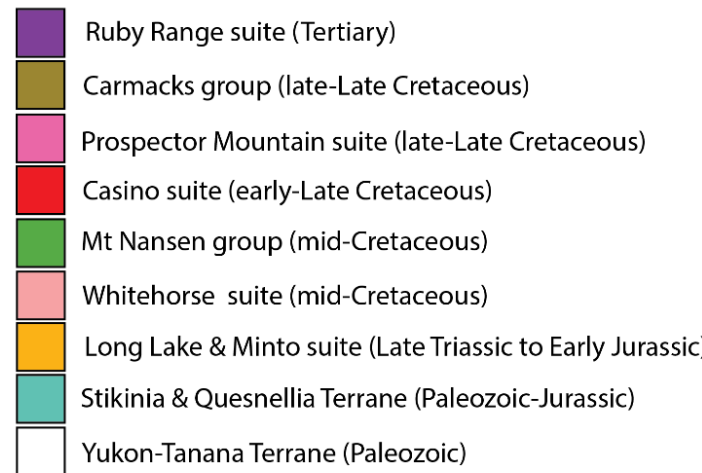 Ruby Range suite (Tertiary)
Carmacks group (late-Late Cretaceous)
Prospector Mountain suite (late-Late Cretaceous)
Casino suite (early-Late Cretaceous)
Mt Nansen group (mid-Cretaceous)
Whitehorse suite (mid-Cretaceous)
Long Lake & Minto suite (Late Triassic to Early Jurassic)
Stikinia & Quesnellia Terrane (Paleozoic-Jurassic)
Yukon-Tanana Terrane (Paleozoic)